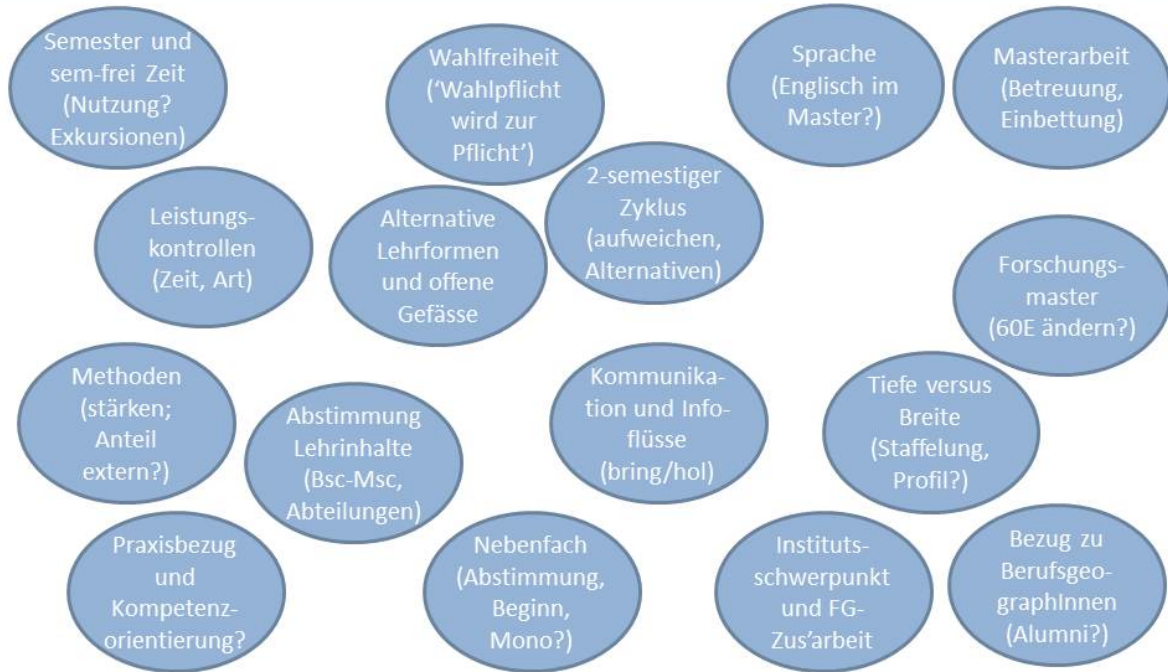 Semester und
sem-frei Zeit
(Nutzung?
Exkursionen)
Wahlfreiheit
(‘Wahlpflicht
wird zur
Pflicht’)
Sprache
(Englisch im
Master?)
Masterarbeit
(Betreuung,
Einbettung)
Leistungs-
kontrollen
(Zeit, Art)
Alternative
Lehrformen
und offene
Gefässe
2-semestiger
Zyklus
(aufweichen,
Alternativen)
Forschungs-
master
(60E ändern?)
Methoden
(stärken;
Anteil
extern?)
Abstimmung
Lehrinhalte
(Bsc-Msc,
Abteilungen)
Kommunika-
tion und Info-
flüsse
(bring/hol)
Tiefe versus
Breite
(Staffelung,
Profil?)
Praxisbezug
und
Kompetenz-
orientierung?
Nebenfach
(Abstimmung,
Beginn,
Mono?)
Instituts-
schwerpunkt
und FG-
Zus’arbeit
Bezug zu
Berufsgeo-
graphInnen
(Alumni?)